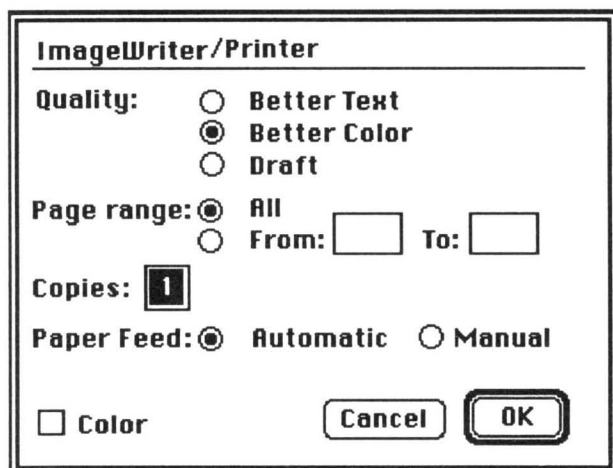 ImageWriter/Printer
Quality: Better Text
Better Color
Draft
Page range: All
From: To:
Copies: 1
Paper Feed: Automatic Manual
Color Cancel OK